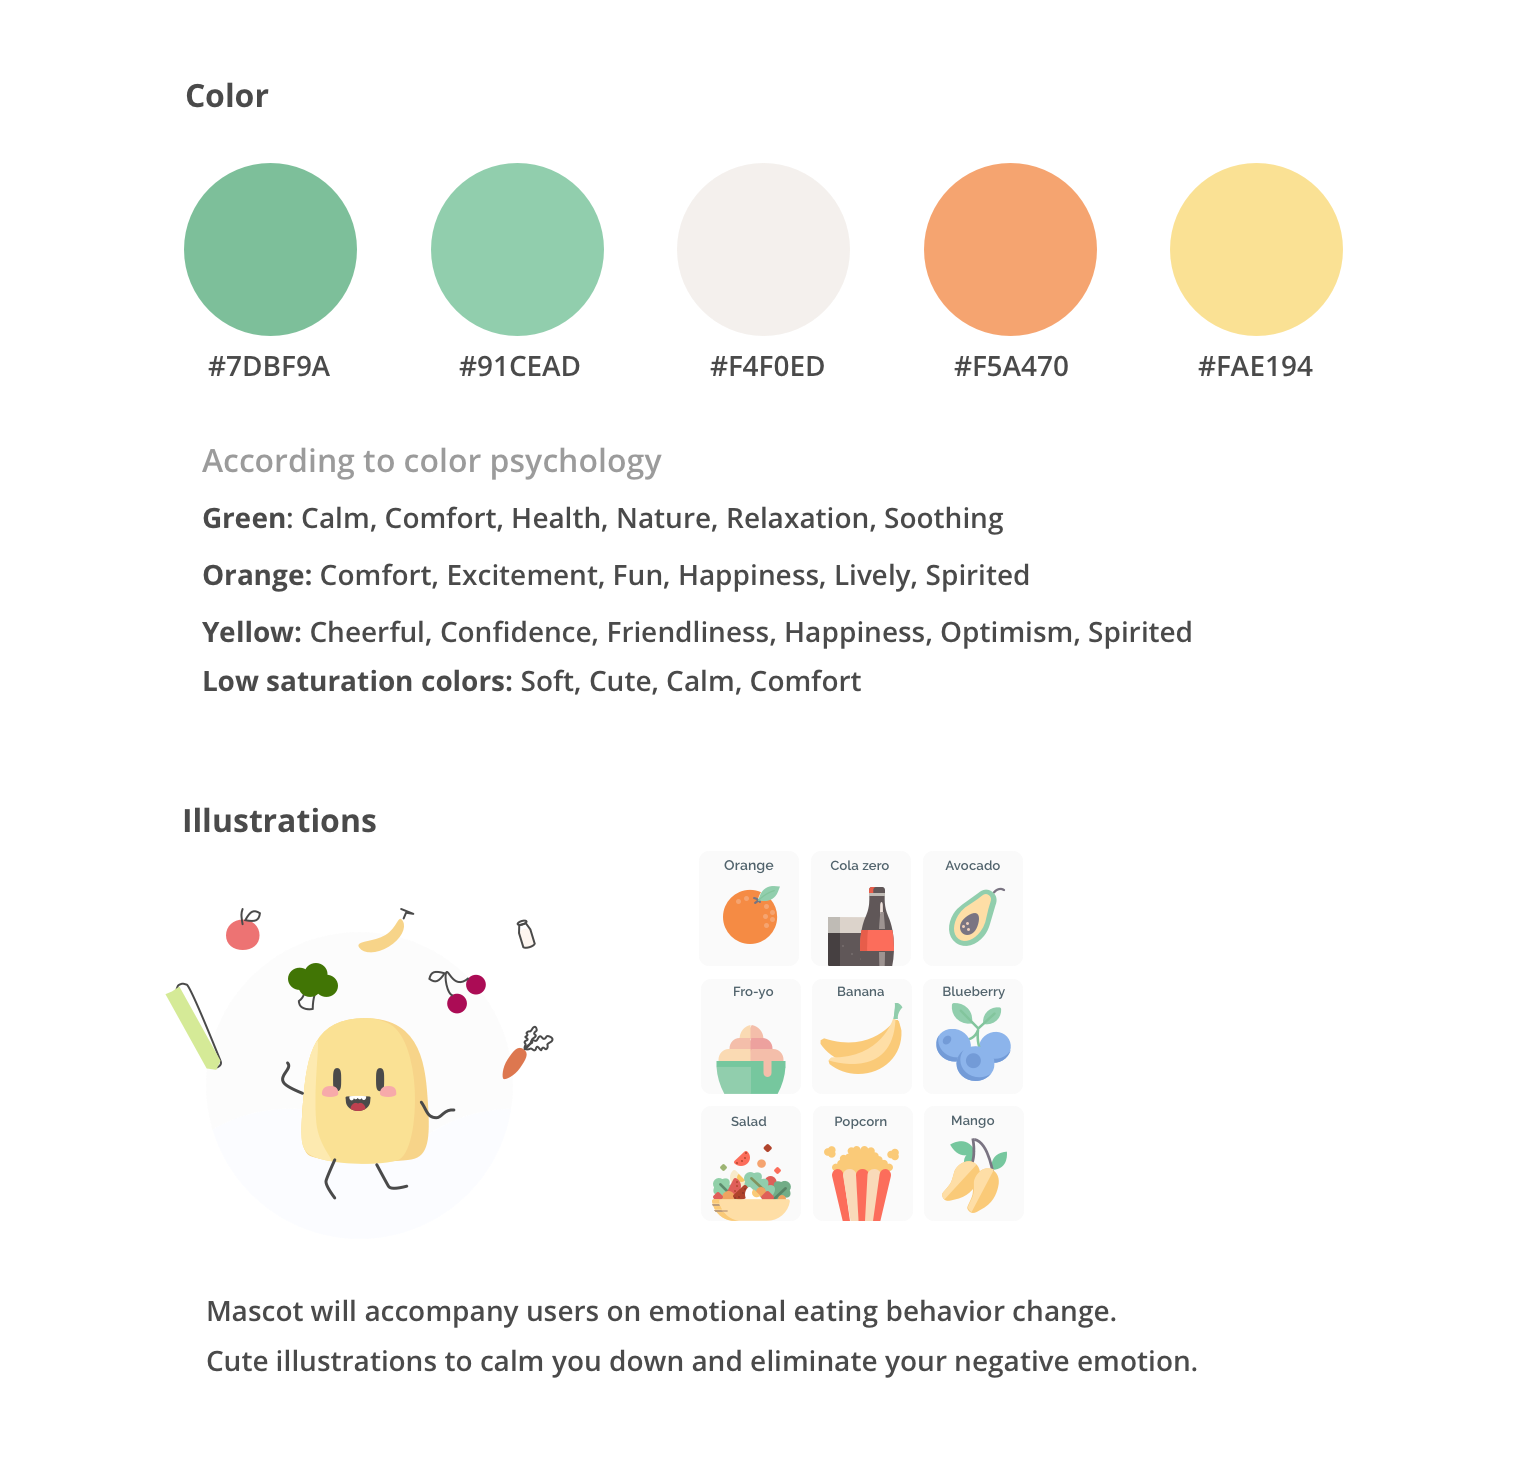 Color
#7DBF9A
#91CEAD
#F4F0ED
#F5A470
#FAE194
According to color psychology
Green: Calm, Comfort, Health, Nature, Relaxation, Soothing
Orange: Comfort, Excitement, Fun, Happiness, Lively, Spirited
Yellow: Cheerful, Confidence, Friendliness, Happiness, Optimism, Spirited
Low saturation colors: Soft, Cute, Calm, Comfort
Illustrations
Orange
Cola zero
Avocado
Fro-yo
Banana
Blueberry
Salad
Popcorn
Mango
Mascot will accompany users on emotional eating behavior change.
Cute illustrations to calm you down and eliminate your negative emotion.